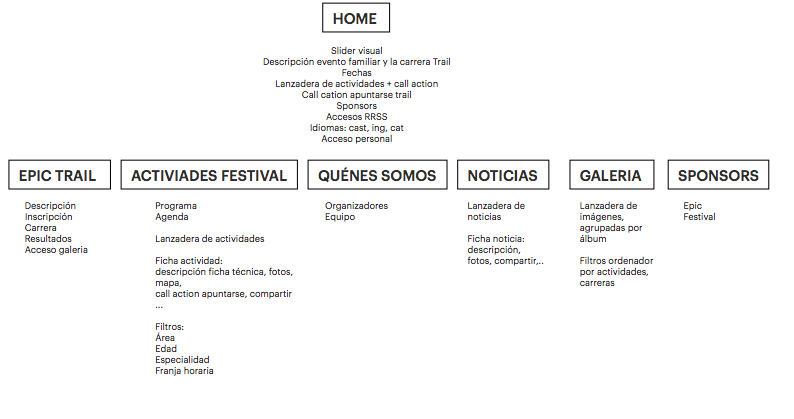 HOME
Slider visual
Descripción evento familiar y la carrera Trail
Fechas
Lanzadera de actividades + call action
Call cation apuntarse trail
Sponsors
Accesos RRSS
Idiomas: cast, ing, cat
Acceso personal
EPIC TRAIL
Descripción
Inscripción
Carrera
Resultados
Acceso galeria
ACTIVIADES FESTIVAL
Programa
Agenda
Lanzadera de actividades
Ficha actividad:
descripción ficha técnica, fotos,
mapa,
call action apuntarse, compartir
...
Filtros:
Área
Edad
Especialidad
Franja horaria
QUÉNES SOMOS
Organizadores
Equipo
NOTICIAS
Lanzadera de
noticias
Ficha noticia:
descripción,
fotos, compartir,..
GALERIA
Lanzadera de
imágenes,
agrupadas por
álbum
Filtros ordenador
por actividades,
carreras
SPONSORS
Epic
Festival